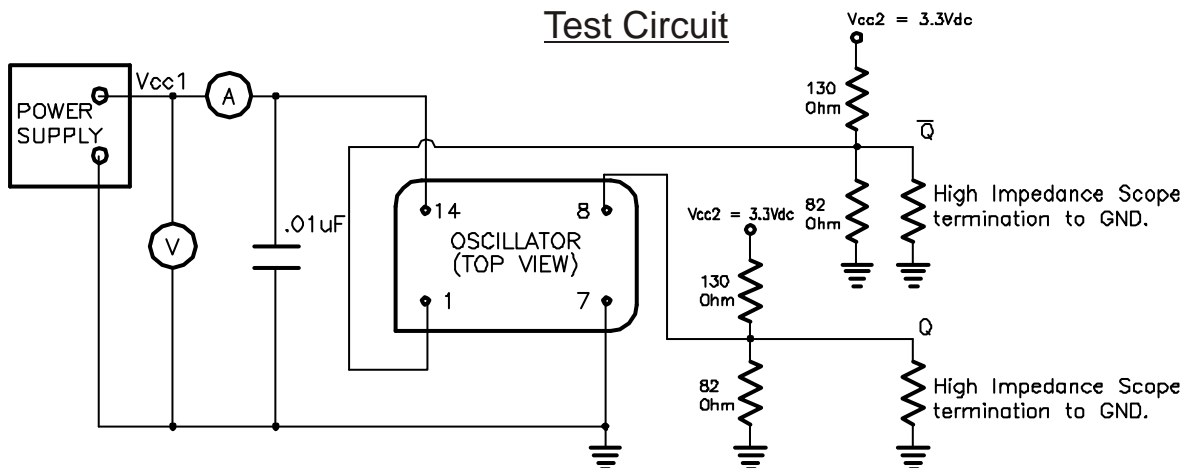 Test Circuit
Vcc2 = 3.3Vdc
Vcc1
A
POWER
SUPPLY
130
Ohm
Q̅
82
Ohm
High Impedance Scope
termination to GND.
14
8
.01uF
V
OSCILLATOR
(TOP VIEW)
1
7
Vcc2 = 3.3Vdc
130
Ohm
Q
82
Ohm
High Impedance Scope
termination to GND.